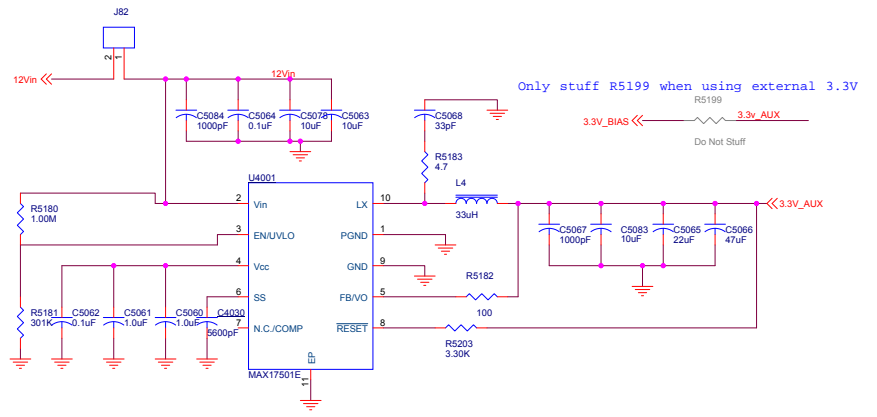 J82
2
1
12Vin
12Vin
C5084
1000pF
C5064
0.1uF
C5078
10uF
C5063
10uF
C5068
33pF
Only stuff R5199 when using external 3.3V
R5199
3.3V_BIAS
3.3v_AUX
Do Not Stuff
R5183
4.7
L4
33uH
U4001
2
Vin
LX
10
3
EN/UVLO
PGND
1
4
Vcc
GND
9
6
SS
FB/VO
5
7
N.C./COMP
RESET
8
EP
11
MAX17501E
R5180
1.00M
R5181
301K
C5062
0.1uF
C5061
1.0uF
C5060
1.0uF
C4030
5600pF
R5182
100
R5203
3.30K
C5067
1000pF
C5083
10uF
C5065
22uF
C5066
47uF
3.3V_AUX